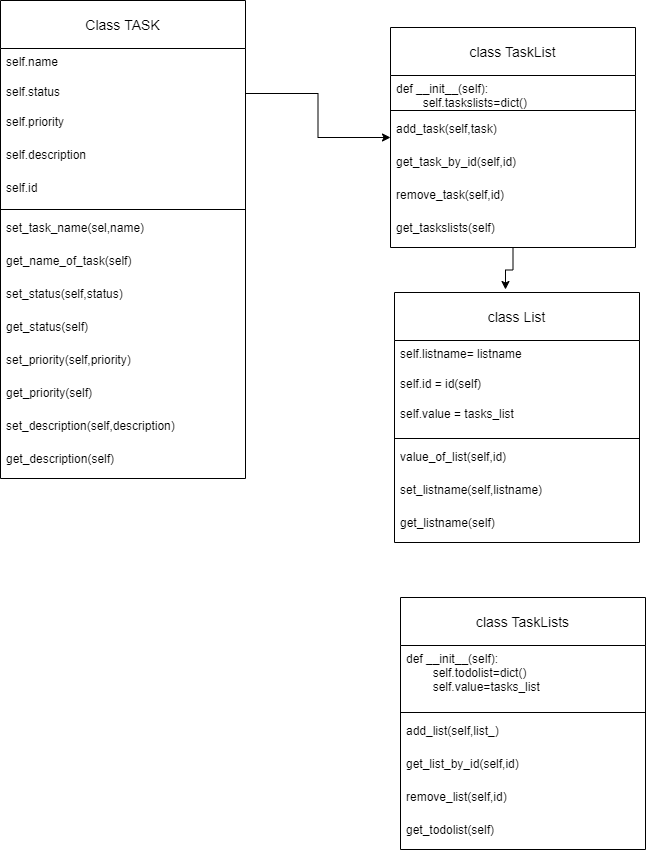 Class TASK
self.name
self.status
self.priority
self.description
self.id
set_task_name(sel,name)
get_name_of_task(self)
set_status(self,status)
get_status(self)
set_priority(self,priority)
get_priority(self)
set_description(self,description)
get_description(self)
class TaskList
def __init__(self):
self.taskslists=dict()
add_task(self,task)
get_task_by_id(self,id)
remove_task(self,id)
get_taskslists(self)
class List
self.listname= listname
self.id = id(self)
self.value = tasks_list
value_of_list(self,id)
set_listname(self,listname)
get_listname(self)
class TaskLists
def __init__(self):
self.todolist=dict()
self.value=tasks_list
add_list(self,list_)
get_list_by_id(self,id)
remove_list(self,id)
get_todolist(self)